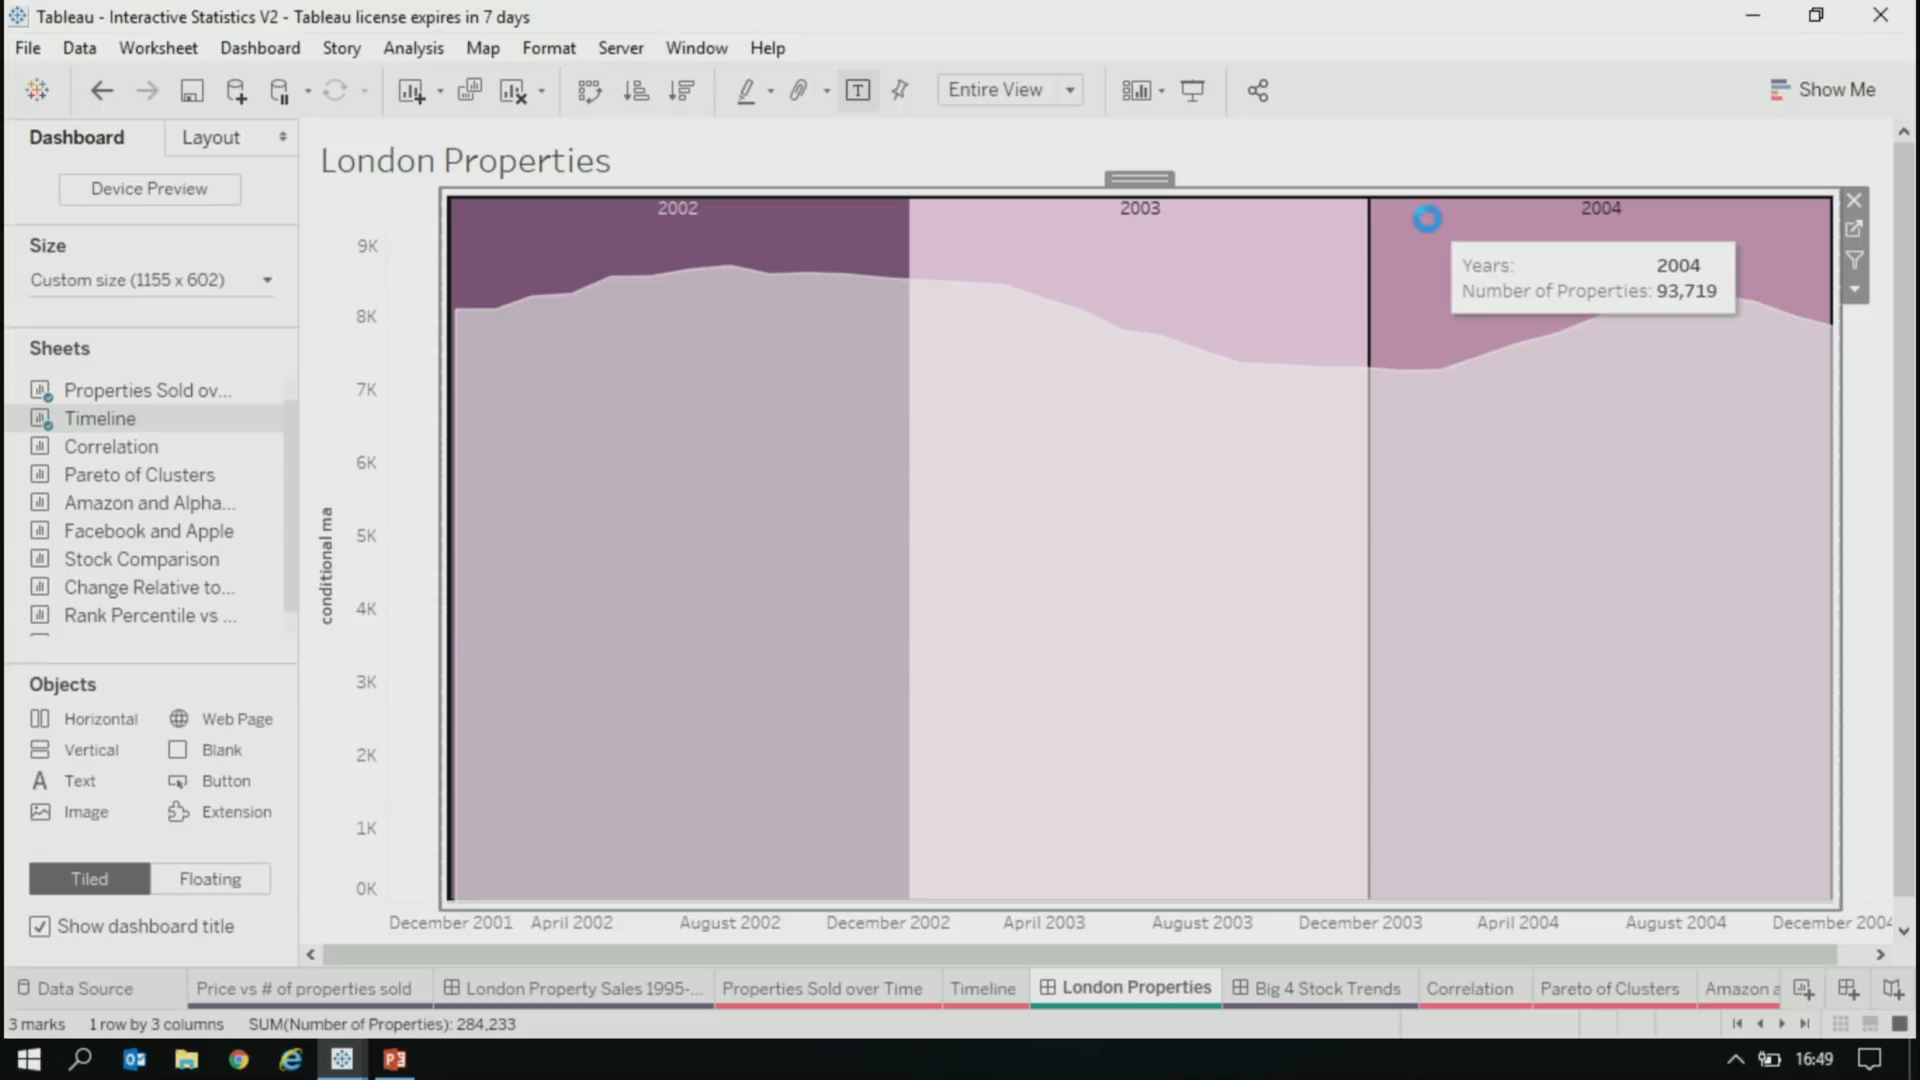 Tableau - Interactive Statistics V2 - Tableau license expires in 7 days
File Data Worksheet Dashboard Story Analysis Map Format Server Window Help
Entire View
Show Me
Dashboard
Layout
Device Preview
Size
Custom size (1155 x 602)
Sheets
Properties Sold ov...
Timeline
Correlation
Pareto of Clusters
Amazon and Alpha...
Facebook and Apple
Stock Comparison
Change Relative to...
Rank Percentile vs ...
Objects
Horizontal Web Page
Vertical Blank
Text Button
Image Extension
Tiled Floating
Show dashboard title
London Properties
2002 2003 2004
Years: 2004
Number of Properties: 93,719
conditional ma
9K
8K
7K
6K
5K
4K
3K
2K
1K
0K
December 2001 April 2002 August 2002 December 2002 April 2003 August 2003 December 2003 April 2004 August 2004 December 2004
Data Source Price vs # of properties sold London Property Sales 1995-... Properties Sold over Time Timeline London Properties Big 4 Stock Trends Correlation Pareto of Clusters Amazon a
3 marks 1 row by 3 columns SUM(Number of Properties): 284,233
16:49